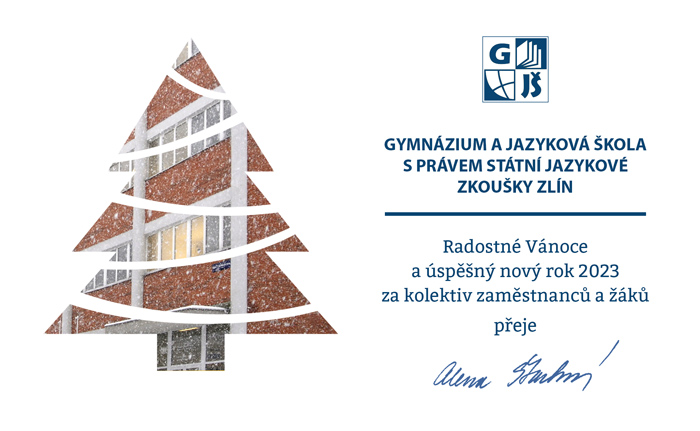 G
JŠ
GYMNÁZIUM A JAZYKOVÁ ŠKOLA
S PRÁVEM STÁTNÍ JAZYKOVÉ
ZKOUŠKY ZLÍN
Radostné Vánoce
a úspěšný nový rok 2023
za kolektiv zaměstnanců a žáků
přeje
Alena